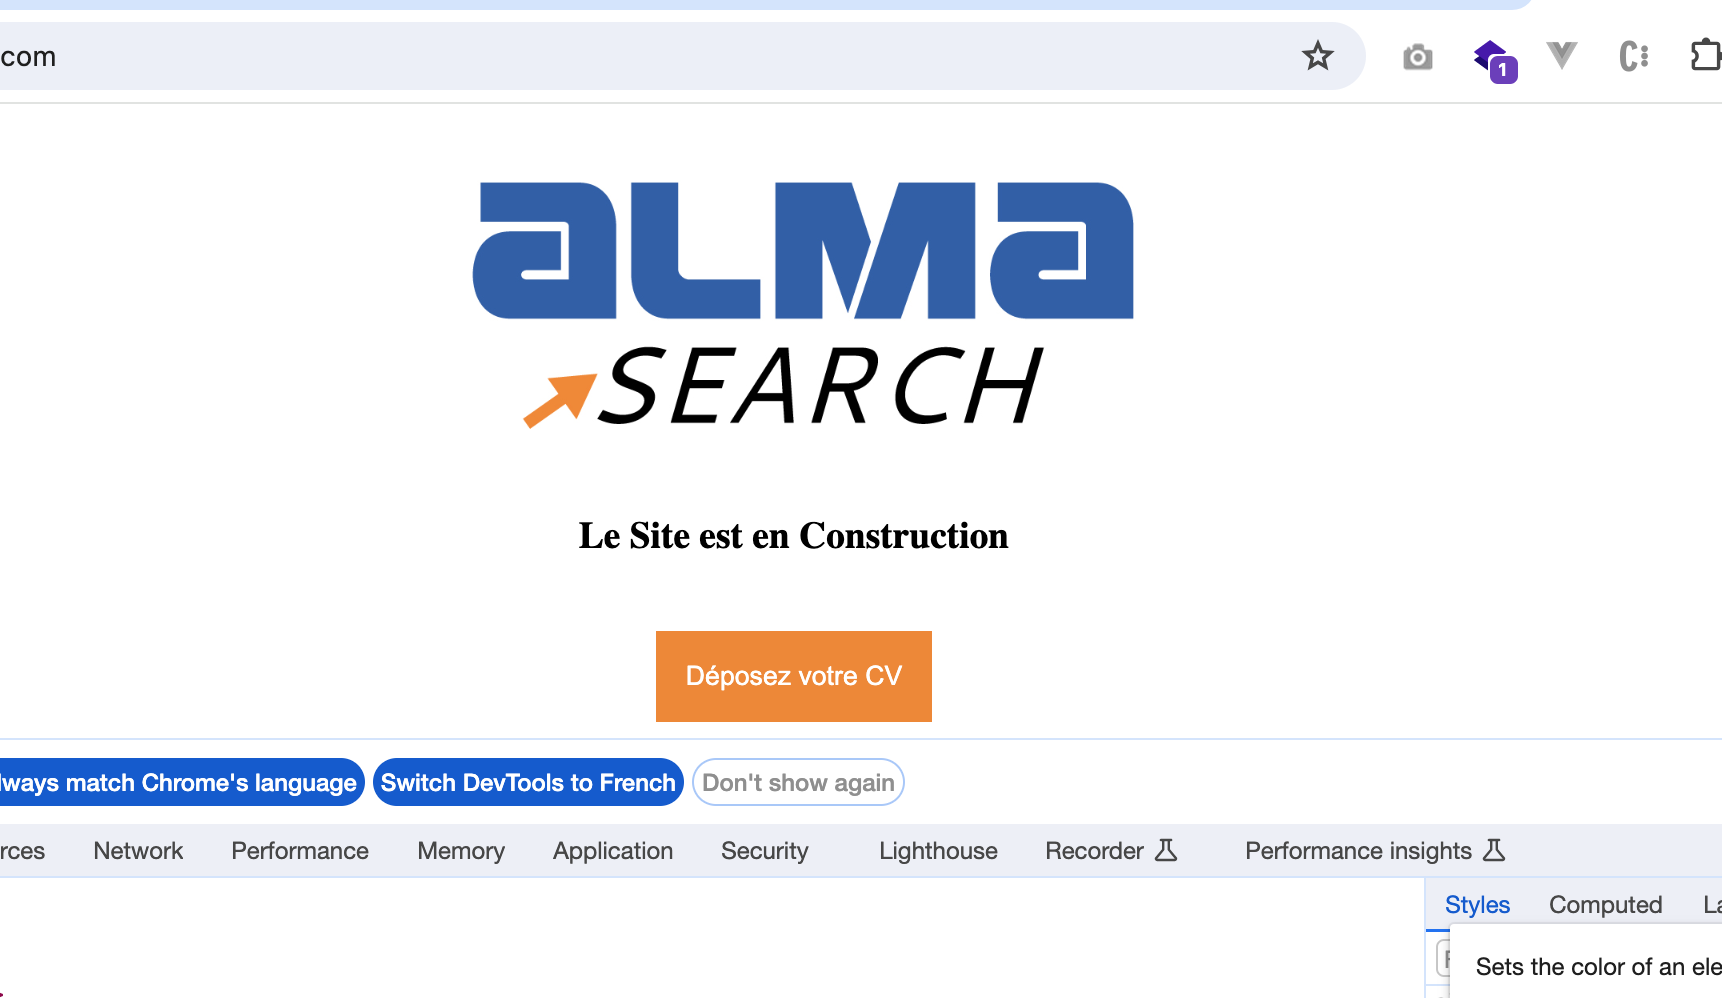 com
1
ALMA
SEARCH
Le Site est en Construction
Déposez votre CV
lways match Chrome's language Switch DevTools to French Don't show again
rces Network Performance Memory Application Security Lighthouse Recorder Performance insights
Styles Computed La
Sets the color of an ele